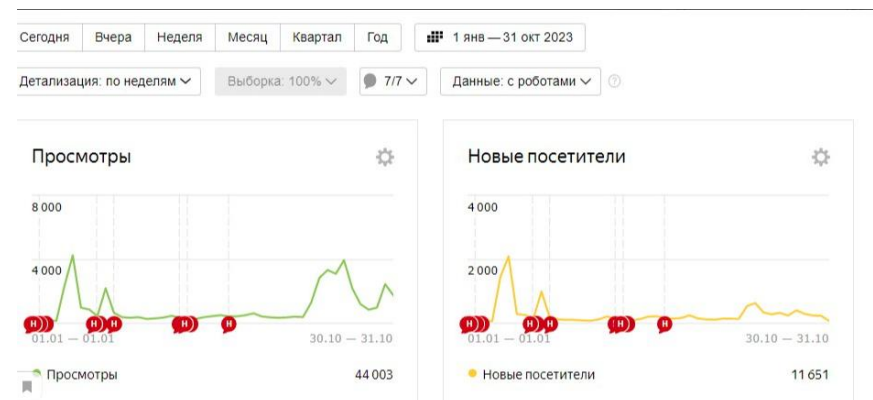 Сегодня Вчера Неделя Месяц Квартал Год 1 янв — 31 окт 2023
Детализация: по неделям Выборка: 100% 7/7 Данные: с роботами ?
Просмотры
8 000
4 000
Н Н Н Н Н
01.01 — 01.01 30.10 — 31.10
Просмотры 44 003
Новые посетители
4 000
2 000
Н Н Н Н Н
01.01 — 01.01 30.10 — 31.10
Новые посетители 11 651